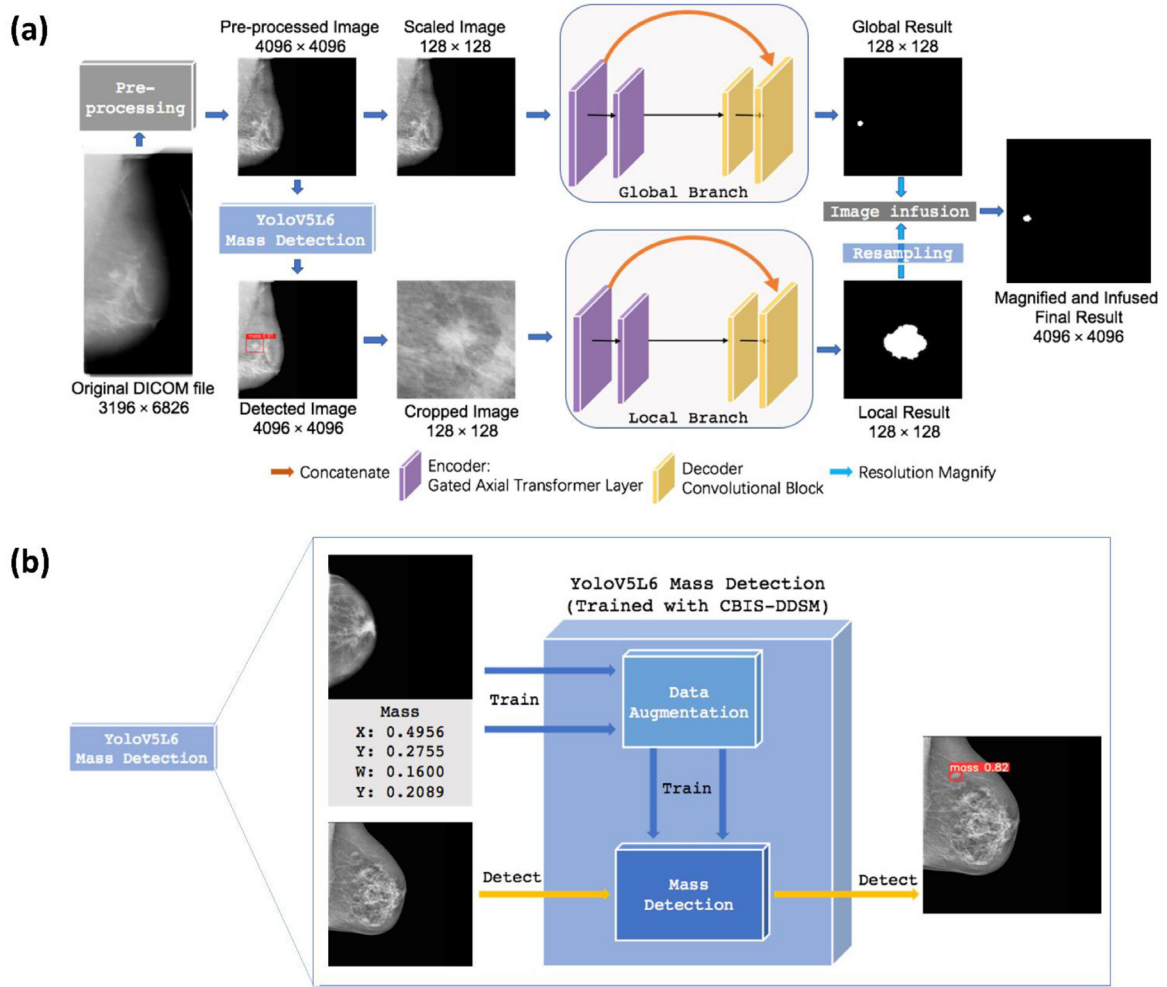 (a)
Pre-processed Image
4096 × 4096
Scaled Image
128 × 128
Global Result
128 × 128
Pre-
processing
Global Branch
YoloV5L6
Mass Detection
Image infusion
Resampling
Original DICOM file
3196 × 6826
Detected Image
4096 × 4096
Cropped Image
128 × 128
Local Branch
Local Result
128 × 128
Magnified and Infused
Final Result
4096 × 4096
Concatenate
Encoder:
Gated Axial Transformer Layer
Decoder
Convolutional Block
Resolution Magnify
(b)
YoloV5L6
Mass Detection
YoloV5L6 Mass Detection
(Trained with CBIS-DDSM)
Mass
X: 0.4956
Y: 0.2755
W: 0.1600
Y: 0.2089
Train
Data
Augmentation
Train
Detect
Mass
Detection
Detect
mass 0.82